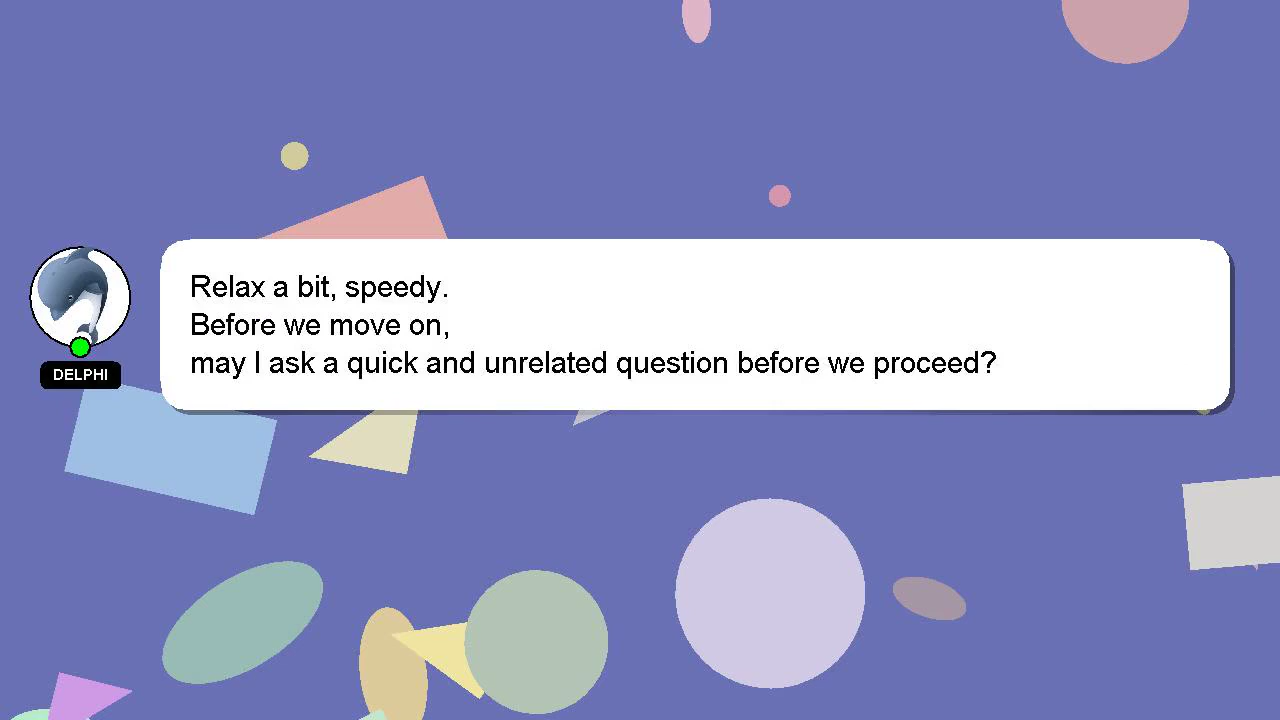 Relax a bit, speedy.
Before we move on,
may I ask a quick and unrelated question before we proceed?
DELPHI